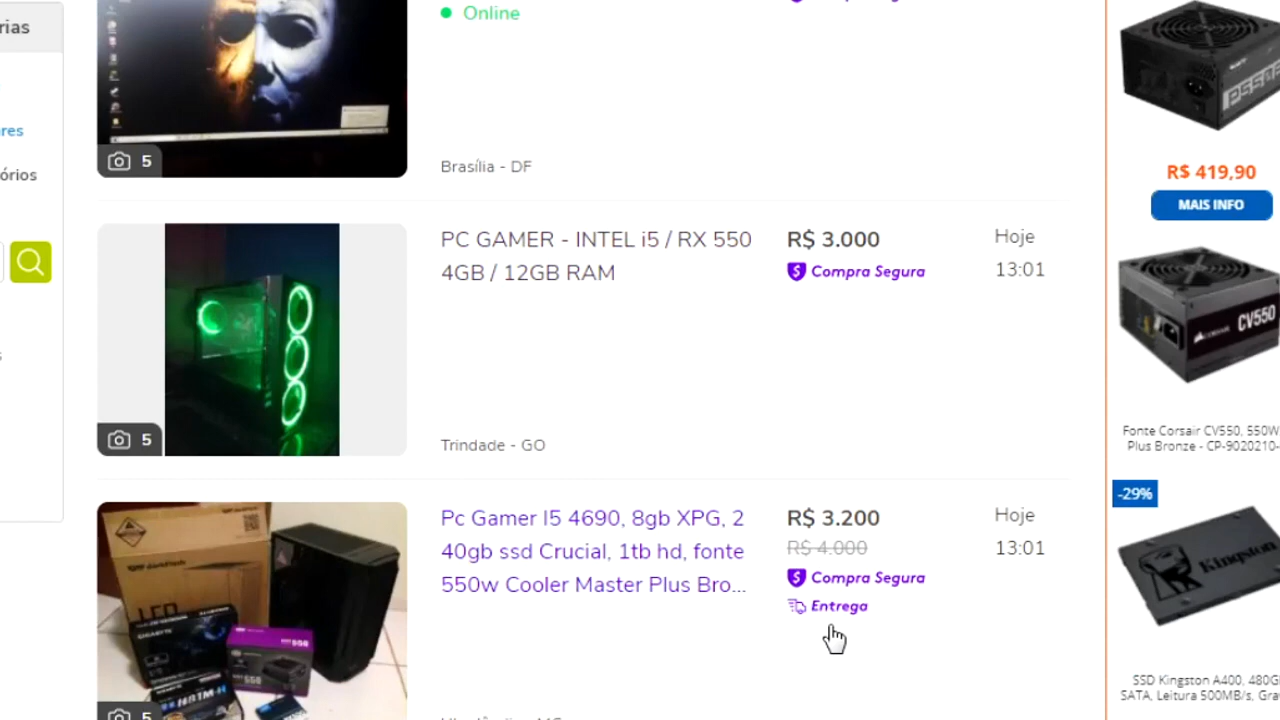 rias
Online
ares
órios
5
Brasília - DF
R$ 419,90
MAIS INFO
PC GAMER - INTEL i5 / RX 550
4GB / 12GB RAM
R$ 3.000
Compra Segura
Hoje
13:01
5
Trindade - GO
CORSAIR CV550
Fonte Corsair CV550, 550W
Plus Bronze - CP-9020210-
-29%
Pc Gamer I5 4690, 8gb XPG, 2
40gb ssd Crucial, 1tb hd, fonte
550w Cooler Master Plus Bro...
R$ 3.200
R$ 4.000
Compra Segura
Entrega
Hoje
13:01
Kingston
5
GIGABYTE
H81M-H
SSD Kingston A400, 480G
SATA, Leitura 500MB/s, Gra